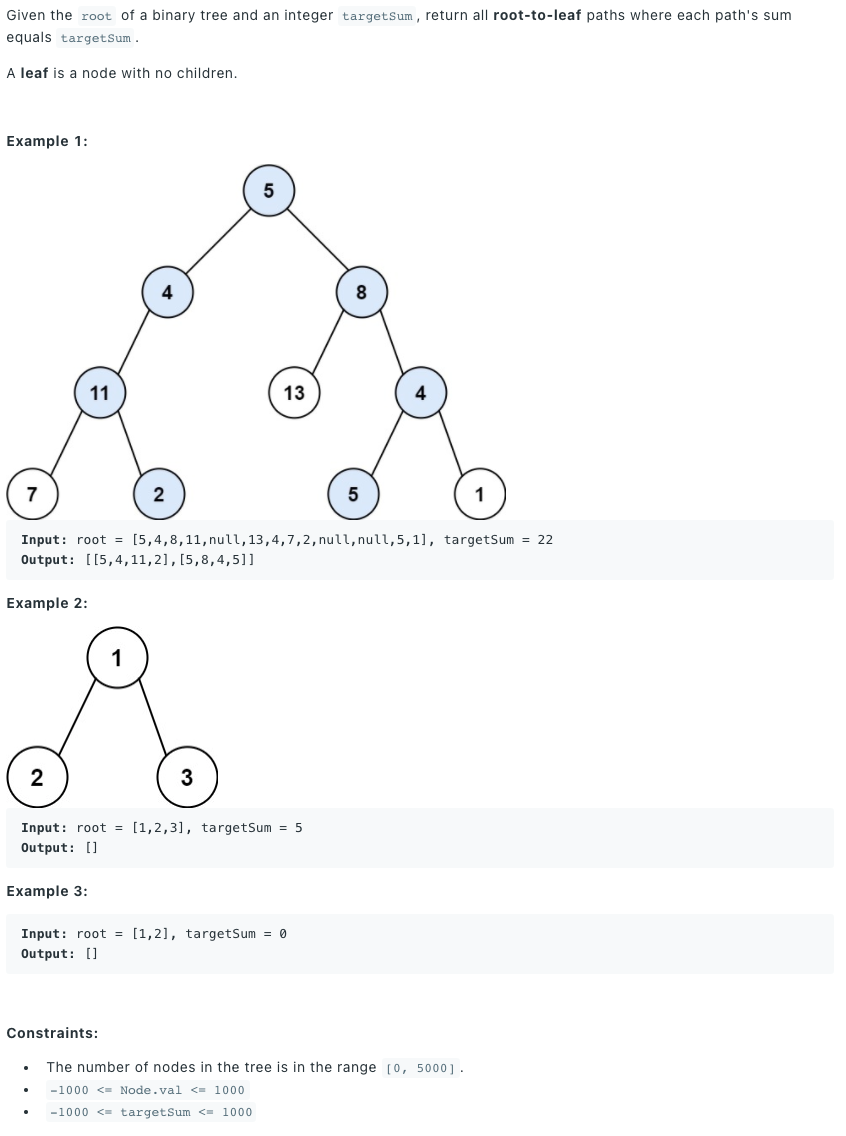 Given the root of a binary tree and an integer targetSum, return all root-to-leaf paths where each path's sum
equals targetSum.
A leaf is a node with no children.
Example 1:
5
4 8
11 13 4
7 2 5 1
Input: root = [5,4,8,11,null,13,4,7,2,null,null,5,1], targetSum = 22
Output: [[5,4,11,2],[5,8,4,5]]
Example 2:
1
2 3
Input: root = [1,2,3], targetSum = 5
Output: []
Example 3:
Input: root = [1,2], targetSum = 0
Output: []
Constraints:
• The number of nodes in the tree is in the range [0, 5000].
• -1000 <= Node.val <= 1000
• -1000 <= targetSum <= 1000